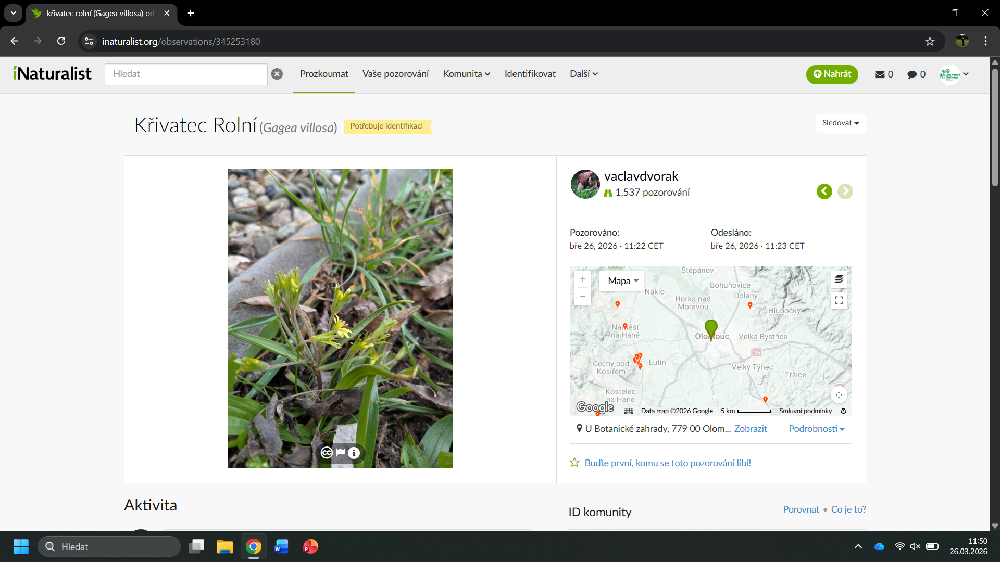 křivatec rolní (Gagea villosa) od
inaturalist.org/observations/345253180
iNaturalist
Hledat
Prozkoumat
Vaše pozorování
Komunita
Identifikovat
Další
Nahrát
0
0
City Nature Challenge
Křivatec Rolní (Gagea villosa)
Potřebuje identifikaci
Sledovat
vaclavdvorak
1,537 pozorování
Pozorováno:
bře 26, 2026 · 11:22 CET
Odesláno:
bře 26, 2026 · 11:23 CET
+
−
Mapa
Štěpánov
Náklo
Bohuňovice
Dolany
Horka nad
Moravou
Hlubočky
Náměšť
na Hané
Olomouc
Velká Bystřice
35
Čechy pod
Kosířem
Lutín
Velký Týnec
Tršice
Kostelec
na Hané
Google
Data map ©2026 Google
5 km
Smluvní podmínky
U Botanické zahrady, 779 00 Olom...
Zobrazit
Podrobnosti
Buďte první, komu se toto pozorování líbí!
CC
Aktivita
ID komunity
Porovnat • Co je to?
Hledat
11:50
26.03.2026